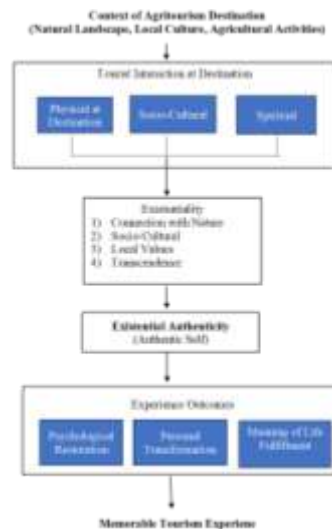 Context of Agritourism Destination
(Natural Landscape, Local Culture, Agricultural Activities)
Tourist Interaction at Destination
Physical at
Destination
Socio-Cultural
Spiritual
Existentiality
1) Connection with Nature
2) Socio-Cultural
3) Local Values
4) Transcendence
Existential Authenticity
(Authentic Self)
Experience Outcomes
Psychological
Restoration
Personal
Transformation
Meaning of Life
Fulfillment
Memorable Tourism Experiene